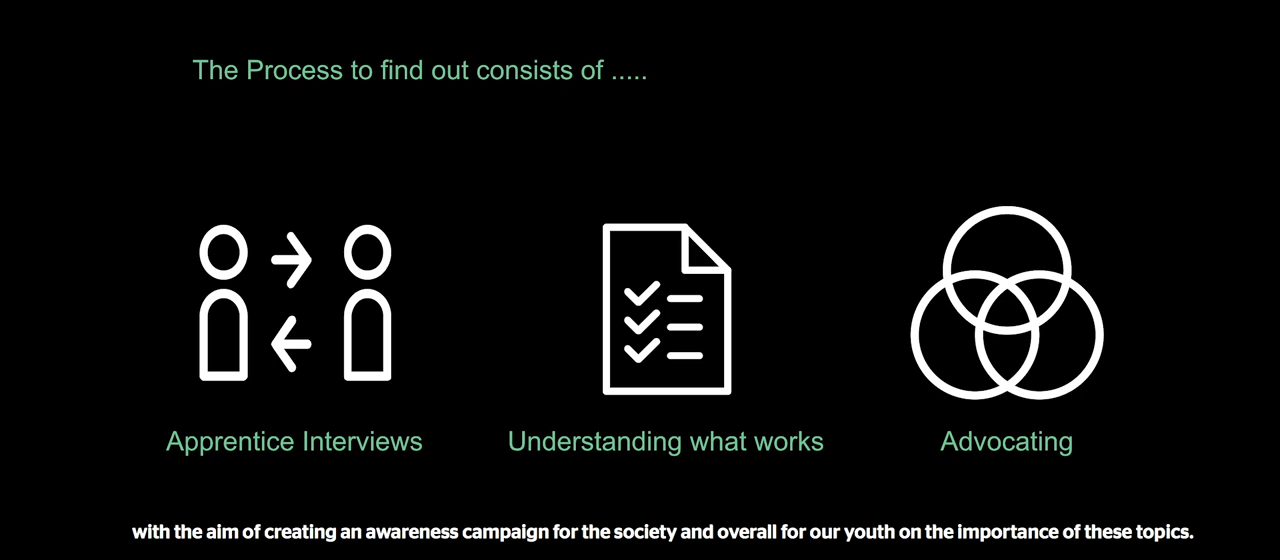 The Process to find out consists of .....
Apprentice Interviews
Understanding what works
Advocating
with the aim of creating an awareness campaign for the society and overall for our youth on the importance of these topics.